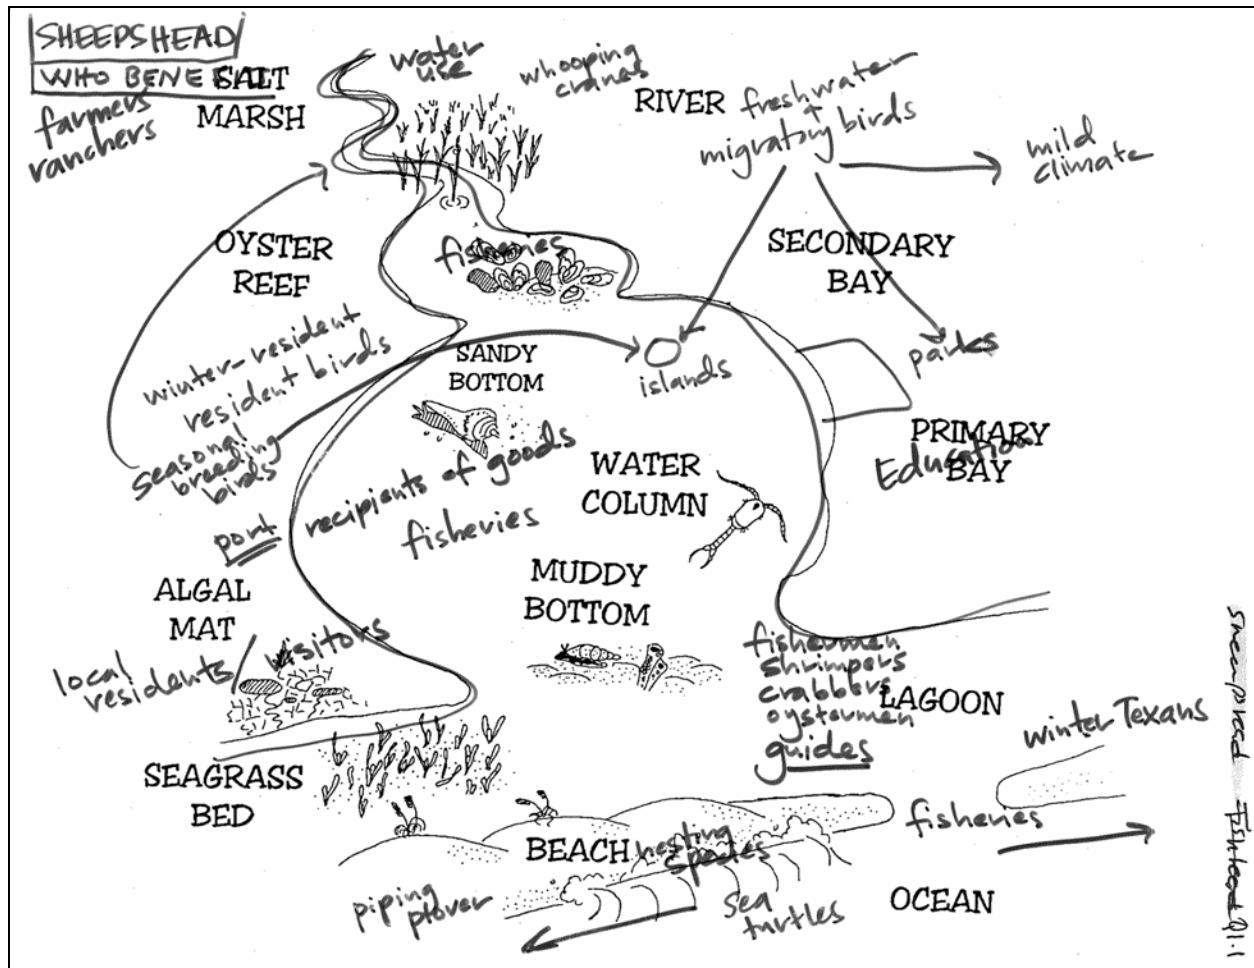 SHEEPSHEAD
WHO BENEFIT
SALT
MARSH
farmers
ranchers
water
use
whooping
cranes
RIVER
freshwater
+
migratory birds
mild
climate
OYSTER
REEF
fisheries
SECONDARY
BAY
winter-resident
resident birds
seasonal
breeding
birds
SANDY
BOTTOM
islands
parks
PRIMARY
BAY
Education
WATER
COLUMN
port
recipients of goods
fisheries
ALGAL
MAT
MUDDY
BOTTOM
local
residents/
visitors
fishermen
shrimpers
crabbers
oystermen
guides
LAGOON
winter Texans
SEAGRASS
BED
fisheries
BEACH
nesting
species
piping
plover
sea
turtles
OCEAN